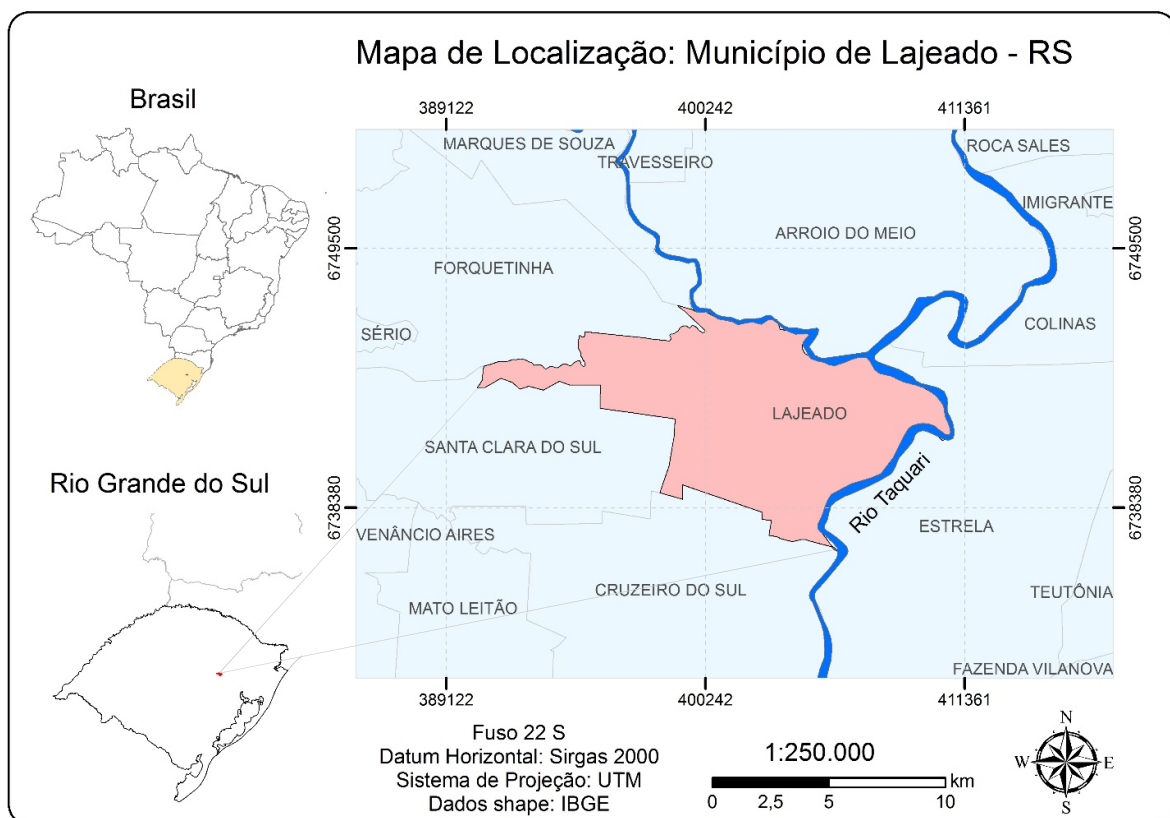 Mapa de Localização: Município de Lajeado - RS
Brasil
389122
400242
411361
MARQUES DE SOUZA
TRAVESSEIRO
ROCA SALES
IMIGRANTE
ARROIO DO MEIO
6749500
6749500
FORQUETINHA
COLINAS
SÉRIO
LAJEADO
SANTA CLARA DO SUL
Rio Taquari
Rio Grande do Sul
6738380
6738380
ESTRELA
VENÂNCIO AIRES
CRUZEIRO DO SUL
TEUTÔNIA
MATO LEITÃO
FAZENDA VILANOVA
389122
400242
411361
Fuso 22 S
Datum Horizontal: Sirgas 2000
Sistema de Projeção: UTM
Dados shape: IBGE
1:250.000
km
0 2,5 5 10
N
W E
S